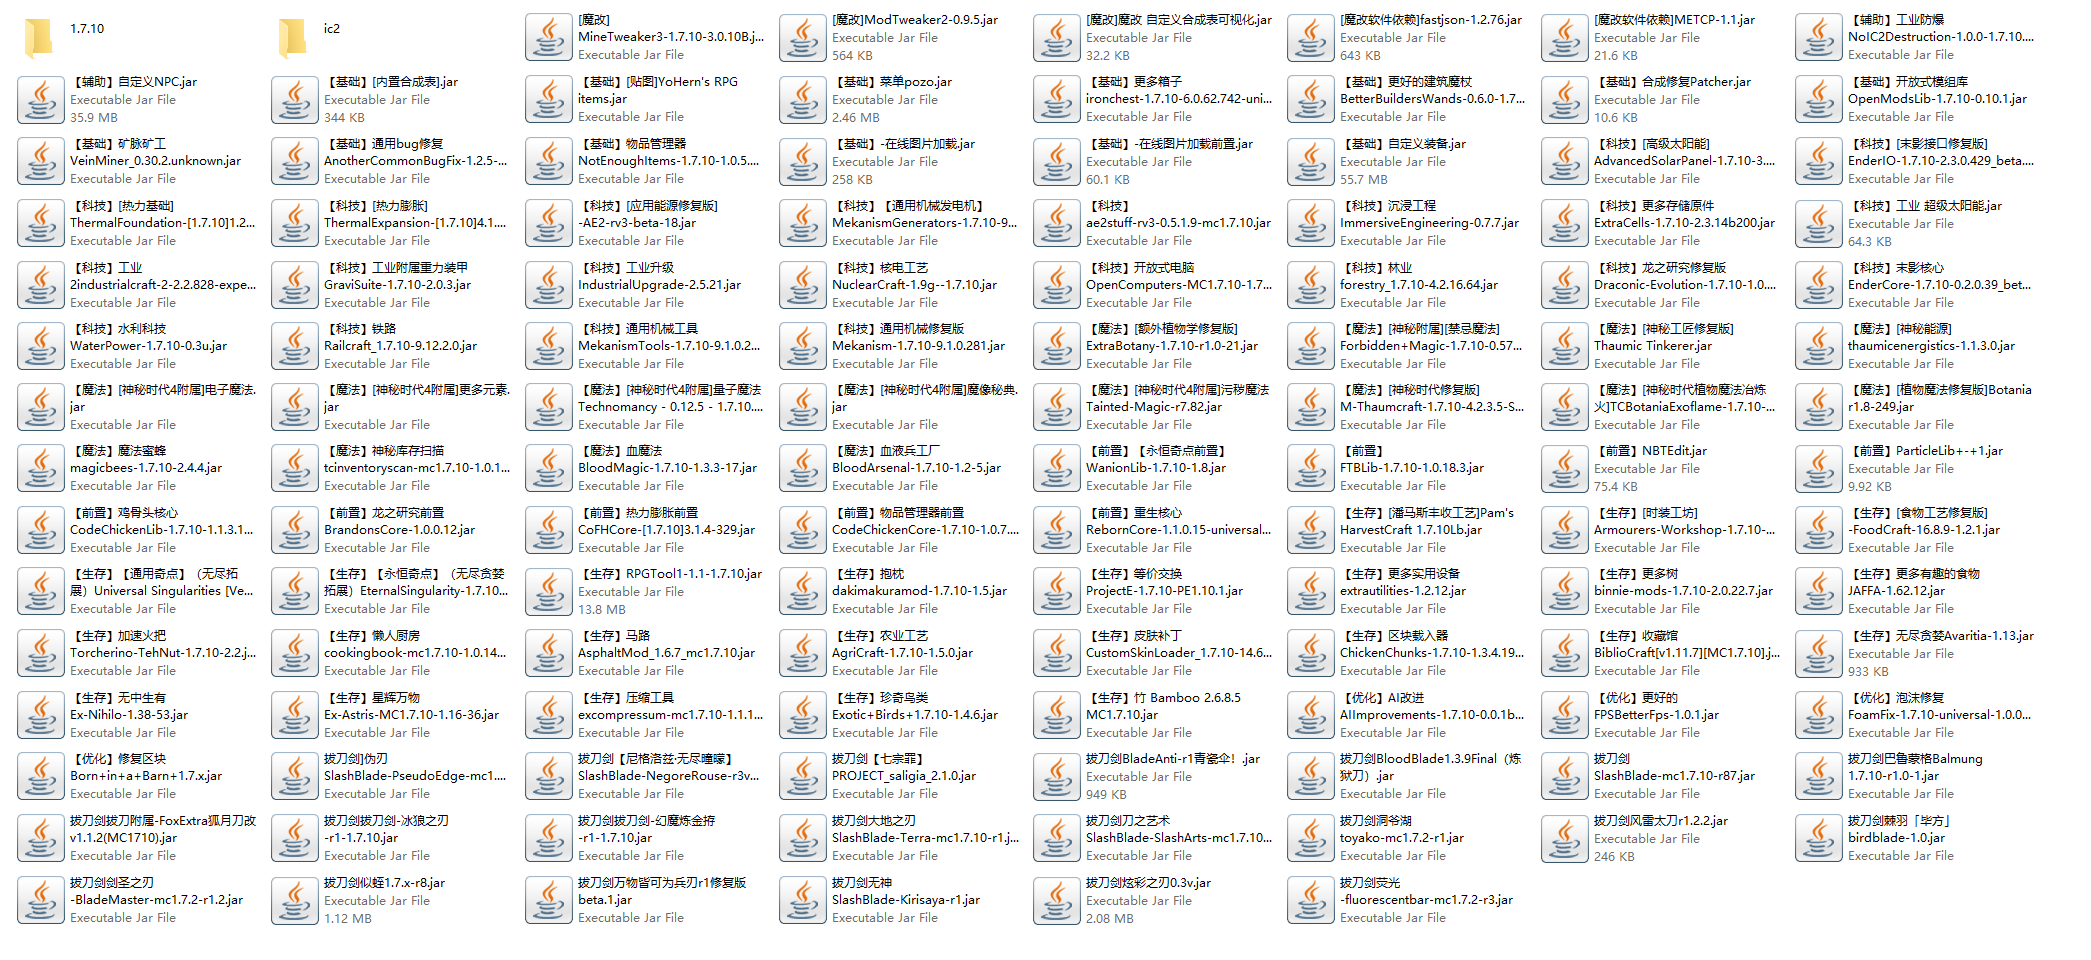 1.7.10
ic2
[魔改]
MineTweaker3-1.7.10-3.0.10B.j...
Executable Jar File
[魔改]ModTweaker2-0.9.5.jar
Executable Jar File
564 KB
[魔改]魔改 自定义合成表可视化.jar
Executable Jar File
32.2 KB
[魔改软件依赖]fastjson-1.2.76.jar
Executable Jar File
643 KB
[魔改软件依赖]METCP-1.1.jar
Executable Jar File
21.6 KB
【辅助】工业防爆
NoIC2Destruction-1.0.0-1.7.10....
Executable Jar File
【辅助】自定义NPC.jar
Executable Jar File
35.9 MB
【基础】[内置合成表].jar
Executable Jar File
344 KB
【基础】[贴图]YoHern's RPG
items.jar
Executable Jar File
【基础】菜单pozo.jar
Executable Jar File
2.46 MB
【基础】更多箱子
ironchest-1.7.10-6.0.62.742-uni...
Executable Jar File
【基础】更好的建筑魔杖
BetterBuildersWands-0.6.0-1.7...
Executable Jar File
【基础】合成修复Patcher.jar
Executable Jar File
10.6 KB
【基础】开放式模组库
OpenModsLib-1.7.10-0.10.1.jar
Executable Jar File
【基础】矿脉矿工
VeinMiner_0.30.2.unknown.jar
Executable Jar File
【基础】通用bug修复
AnotherCommonBugFix-1.2.5-...
Executable Jar File
【基础】物品管理器
NotEnoughItems-1.7.10-1.0.5....
Executable Jar File
【基础】-在线图片加载.jar
Executable Jar File
258 KB
【基础】-在线图片加载前置.jar
Executable Jar File
60.1 KB
【基础】自定义装备.jar
Executable Jar File
55.7 MB
【科技】[高级太阳能]
AdvancedSolarPanel-1.7.10-3....
Executable Jar File
【科技】[末影接口修复版]
EnderIO-1.7.10-2.3.0.429_beta....
Executable Jar File
【科技】[热力基础]
ThermalFoundation-[1.7.10]1.2...
Executable Jar File
【科技】[热力膨胀]
ThermalExpansion-[1.7.10]4.1....
Executable Jar File
【科技】[应用能源修复版]
-AE2-rv3-beta-18.jar
Executable Jar File
【科技】【通用机械发电机】
MekanismGenerators-1.7.10-9...
Executable Jar File
【科技】
ae2stuff-rv3-0.5.1.9-mc1.7.10.jar
Executable Jar File
【科技】沉浸工程
ImmersiveEngineering-0.7.7.jar
Executable Jar File
【科技】更多存储原件
ExtraCells-1.7.10-2.3.14b200.jar
Executable Jar File
【科技】工业 超级太阳能.jar
Executable Jar File
64.3 KB
【科技】工业
2industrialcraft-2-2.2.828-expe...
Executable Jar File
【科技】工业附属重力装甲
GraviSuite-1.7.10-2.0.3.jar
Executable Jar File
【科技】工业升级
IndustrialUpgrade-2.5.21.jar
Executable Jar File
【科技】核电工艺
NuclearCraft-1.9g--1.7.10.jar
Executable Jar File
【科技】开放式电脑
OpenComputers-MC1.7.10-1.7...
Executable Jar File
【科技】林业
forestry_1.7.10-4.2.16.64.jar
Executable Jar File
【科技】龙之研究修复版
Draconic-Evolution-1.7.10-1.0....
Executable Jar File
【科技】末影核心
EnderCore-1.7.10-0.2.0.39_bet...
Executable Jar File
【科技】水利科技
WaterPower-1.7.10-0.3u.jar
Executable Jar File
【科技】铁路
Railcraft_1.7.10-9.12.2.0.jar
Executable Jar File
【科技】通用机械工具
MekanismTools-1.7.10-9.1.0.2...
Executable Jar File
【科技】通用机械修复版
Mekanism-1.7.10-9.1.0.281.jar
Executable Jar File
【魔法】[额外植物学修复版]
ExtraBotany-1.7.10-r1.0-21.jar
Executable Jar File
【魔法】[神秘附属][禁忌魔法]
Forbidden+Magic-1.7.10-0.57...
Executable Jar File
【魔法】[神秘工匠修复版]
Thaumic Tinkerer.jar
Executable Jar File
【魔法】[神秘能源]
thaumicenergistics-1.1.3.0.jar
Executable Jar File
【魔法】[神秘时代4附属]电子魔法.
jar
Executable Jar File
【魔法】[神秘时代4附属]更多元素.
jar
Executable Jar File
【魔法】[神秘时代4附属]量子魔法
Technomancy - 0.12.5 - 1.7.10....
Executable Jar File
【魔法】[神秘时代4附属]魔像秘典.
jar
Executable Jar File
【魔法】[神秘时代4附属]污秽魔法
Tainted-Magic-r7.82.jar
Executable Jar File
【魔法】[神秘时代修复版]
M-Thaumcraft-1.7.10-4.2.3.5-S...
Executable Jar File
【魔法】[神秘时代植物魔法冶炼
火]TCBotaniaExoflame-1.7.10-...
Executable Jar File
【魔法】[植物魔法修复版]Botania
r1.8-249.jar
Executable Jar File
【魔法】魔法蜜蜂
magicbees-1.7.10-2.4.4.jar
Executable Jar File
【魔法】神秘库存扫描
tcinventoryscan-mc1.7.10-1.0.1...
Executable Jar File
【魔法】血魔法
BloodMagic-1.7.10-1.3.3-17.jar
Executable Jar File
【魔法】血液兵工厂
BloodArsenal-1.7.10-1.2-5.jar
Executable Jar File
【前置】【永恒奇点前置】
WanionLib-1.7.10-1.8.jar
Executable Jar File
【前置】
FTBLib-1.7.10-1.0.18.3.jar
Executable Jar File
【前置】NBTEdit.jar
Executable Jar File
75.4 KB
【前置】ParticleLib+-+1.jar
Executable Jar File
9.92 KB
【前置】鸡骨头核心
CodeChickenLib-1.7.10-1.1.3.1...
Executable Jar File
【前置】龙之研究前置
BrandonsCore-1.0.0.12.jar
Executable Jar File
【前置】热力膨胀前置
CoFHCore-[1.7.10]3.1.4-329.jar
Executable Jar File
【前置】物品管理器前置
CodeChickenCore-1.7.10-1.0.7....
Executable Jar File
【前置】重生核心
RebornCore-1.1.0.15-universal...
Executable Jar File
【生存】[潘马斯丰收工艺]Pam's
HarvestCraft 1.7.10Lb.jar
Executable Jar File
【生存】[时装工坊]
Armourers-Workshop-1.7.10-...
Executable Jar File
【生存】[食物工艺修复版]
-FoodCraft-16.8.9-1.2.1.jar
Executable Jar File
【生存】【通用奇点】（无尽拓
展）Universal Singularities [Ve...
Executable Jar File
【生存】【永恒奇点】（无尽贪婪
拓展）EternalSingularity-1.7.10...
Executable Jar File
【生存】RPGTool1-1.1-1.7.10.jar
Executable Jar File
13.8 MB
【生存】抱枕
dakimakuramod-1.7.10-1.5.jar
Executable Jar File
【生存】等价交换
ProjectE-1.7.10-PE1.10.1.jar
Executable Jar File
【生存】更多实用设备
extrautilities-1.2.12.jar
Executable Jar File
【生存】更多树
binnie-mods-1.7.10-2.0.22.7.jar
Executable Jar File
【生存】更多有趣的食物
JAFFA-1.62.12.jar
Executable Jar File
【生存】加速火把
Torcherino-TehNut-1.7.10-2.2.j...
Executable Jar File
【生存】懒人厨房
cookingbook-mc1.7.10-1.0.14...
Executable Jar File
【生存】马路
AsphaltMod_1.6.7_mc1.7.10.jar
Executable Jar File
【生存】农业工艺
AgriCraft-1.7.10-1.5.0.jar
Executable Jar File
【生存】皮肤补丁
CustomSkinLoader_1.7.10-14.6...
Executable Jar File
【生存】区块载入器
ChickenChunks-1.7.10-1.3.4.19...
Executable Jar File
【生存】收藏馆
BiblioCraft[v1.11.7][MC1.7.10].j...
Executable Jar File
【生存】无尽贪婪Avaritia-1.13.jar
Executable Jar File
933 KB
【生存】无中生有
Ex-Nihilo-1.38-53.jar
Executable Jar File
【生存】星辉万物
Ex-Astris-MC1.7.10-1.16-36.jar
Executable Jar File
【生存】压缩工具
excompressum-mc1.7.10-1.1.1...
Executable Jar File
【生存】珍奇鸟类
Exotic+Birds+1.7.10-1.4.6.jar
Executable Jar File
【生存】竹 Bamboo 2.6.8.5
MC1.7.10.jar
Executable Jar File
【优化】AI改进
AIImprovements-1.7.10-0.0.1b...
Executable Jar File
【优化】更好的
FPSBetterFps-1.0.1.jar
Executable Jar File
【优化】泡沫修复
FoamFix-1.7.10-universal-1.0.0...
Executable Jar File
【优化】修复区块
Born+in+a+Barn+1.7.x.jar
Executable Jar File
拔刀剑]伪刃
SlashBlade-PseudoEdge-mc1....
Executable Jar File
拔刀剑【尼格洛兹·无尽曈曚】
SlashBlade-NegoreRouse-r3v...
Executable Jar File
拔刀剑【七宗罪】
PROJECT_saligia_2.1.0.jar
Executable Jar File
拔刀剑BladeAnti-r1青瓷伞！.jar
Executable Jar File
949 KB
拔刀剑BloodBlade1.3.9Final（炼
狱刀）.jar
Executable Jar File
拔刀剑
SlashBlade-mc1.7.10-r87.jar
Executable Jar File
拔刀剑巴鲁蒙格Balmung
1.7.10-r1.0-1.jar
Executable Jar File
拔刀剑拔刀附属-FoxExtra狐月刀改
v1.1.2(MC1710).jar
Executable Jar File
拔刀剑拔刀剑-冰狼之刃
-r1-1.7.10.jar
Executable Jar File
拔刀剑拔刀剑-幻魔炼金㧴
-r1-1.7.10.jar
Executable Jar File
拔刀剑大地之刃
SlashBlade-Terra-mc1.7.10-r1.j...
Executable Jar File
拔刀剑刀之艺术
SlashBlade-SlashArts-mc1.7.10...
Executable Jar File
拔刀剑洞爷湖
toyako-mc1.7.2-r1.jar
Executable Jar File
拔刀剑风雷太刀r1.2.2.jar
Executable Jar File
246 KB
拔刀剑棘羽「毕方」
birdblade-1.0.jar
Executable Jar File
拔刀剑剑圣之刃
-BladeMaster-mc1.7.2-r1.2.jar
Executable Jar File
拔刀剑似蛭1.7.x-r8.jar
Executable Jar File
1.12 MB
拔刀剑万物皆可为兵刃r1修复版
beta.1.jar
Executable Jar File
拔刀剑无神
SlashBlade-Kirisaya-r1.jar
Executable Jar File
拔刀剑炫彩之刃0.3v.jar
Executable Jar File
2.08 MB
拔刀剑荧光
-fluorescentbar-mc1.7.2-r3.jar
Executable Jar File